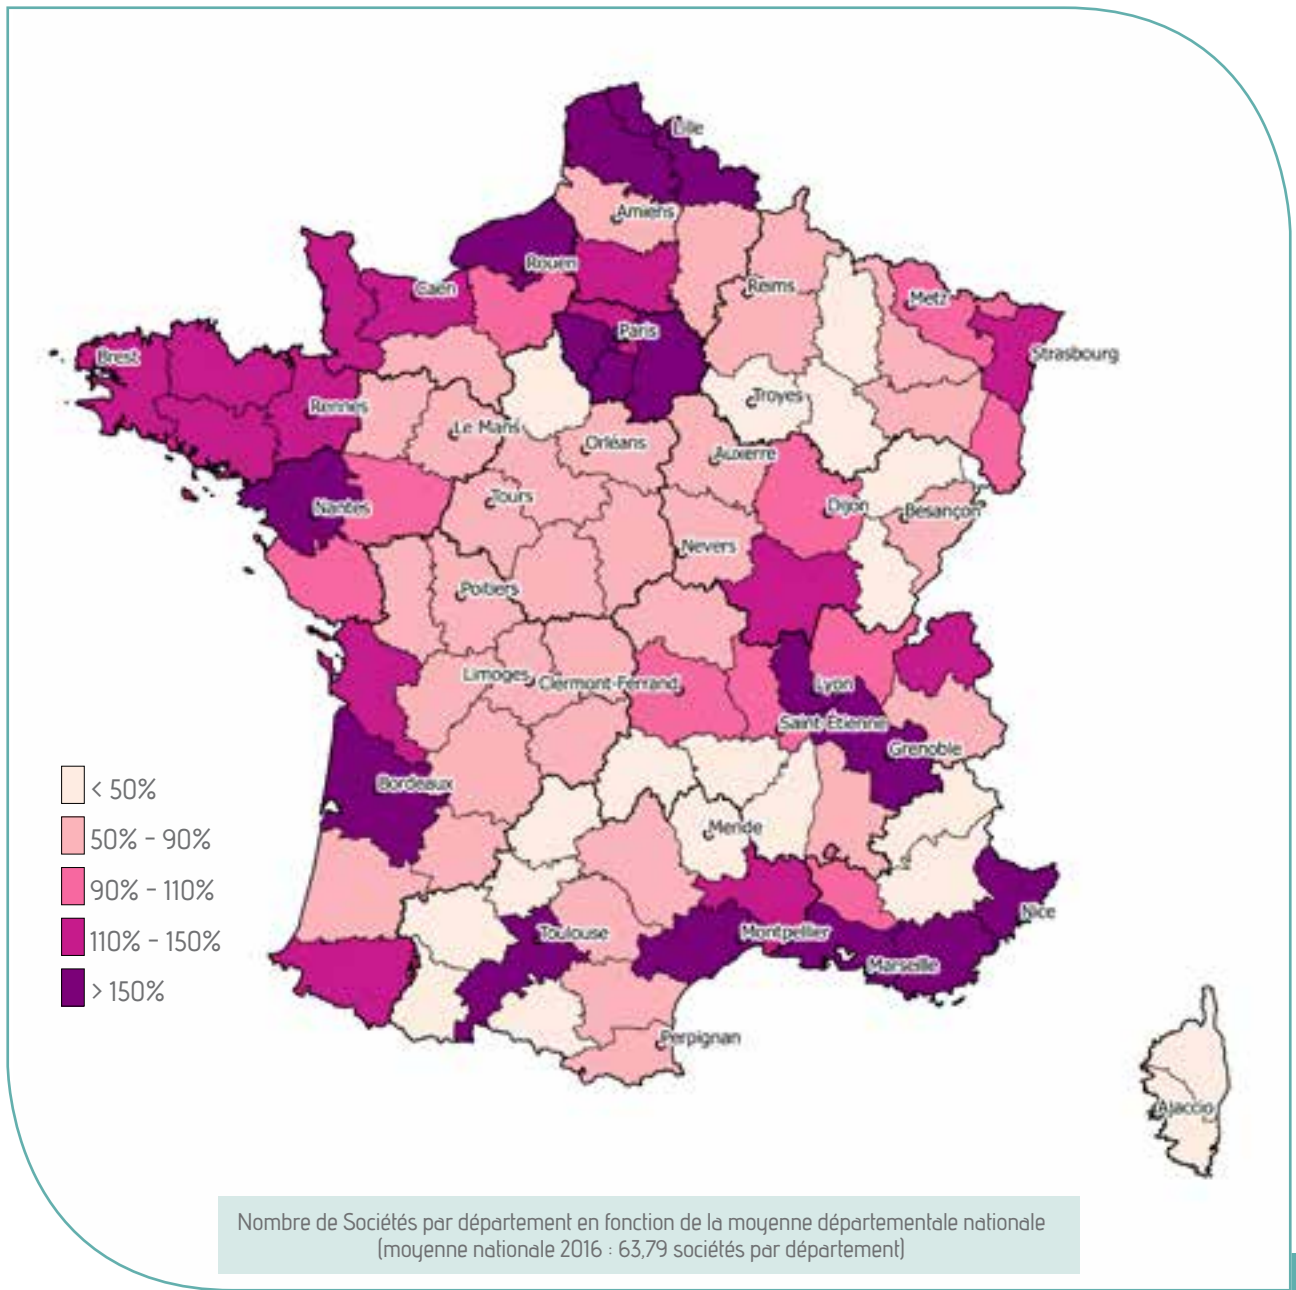 Lille
Amiens
Rouen
Caen
Reims
Metz
Paris
Strasbourg
Brest
Rennes
Troyes
Le Mans
Orléans
Auxerre
Tours
Nantes
Dijon
Besançon
Nevers
Poitiers
Limoges
Clermont-Ferrand
Lyon
Saint-Étienne
Grenoble
Bordeaux
Mende
Nice
Toulouse
Montpellier
Marseille
Perpignan
Ajaccio
< 50%
50% - 90%
90% - 110%
110% - 150%
> 150%
Nombre de Sociétés par département en fonction de la moyenne départementale nationale
(moyenne nationale 2016 : 63,79 sociétés par département)